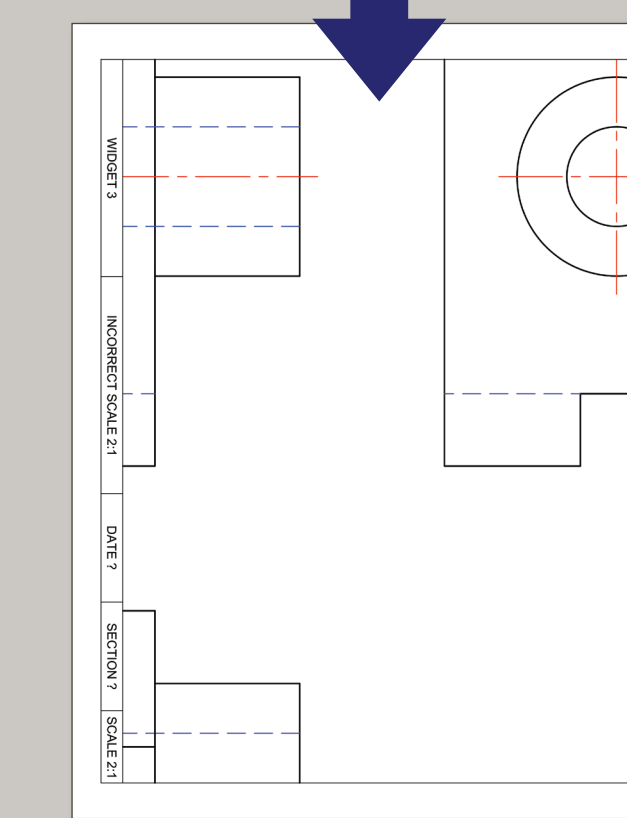 WIDGET 3
INCORRECT SCALE 2:1
DATE ?
SECTION ?
SCALE 2:1